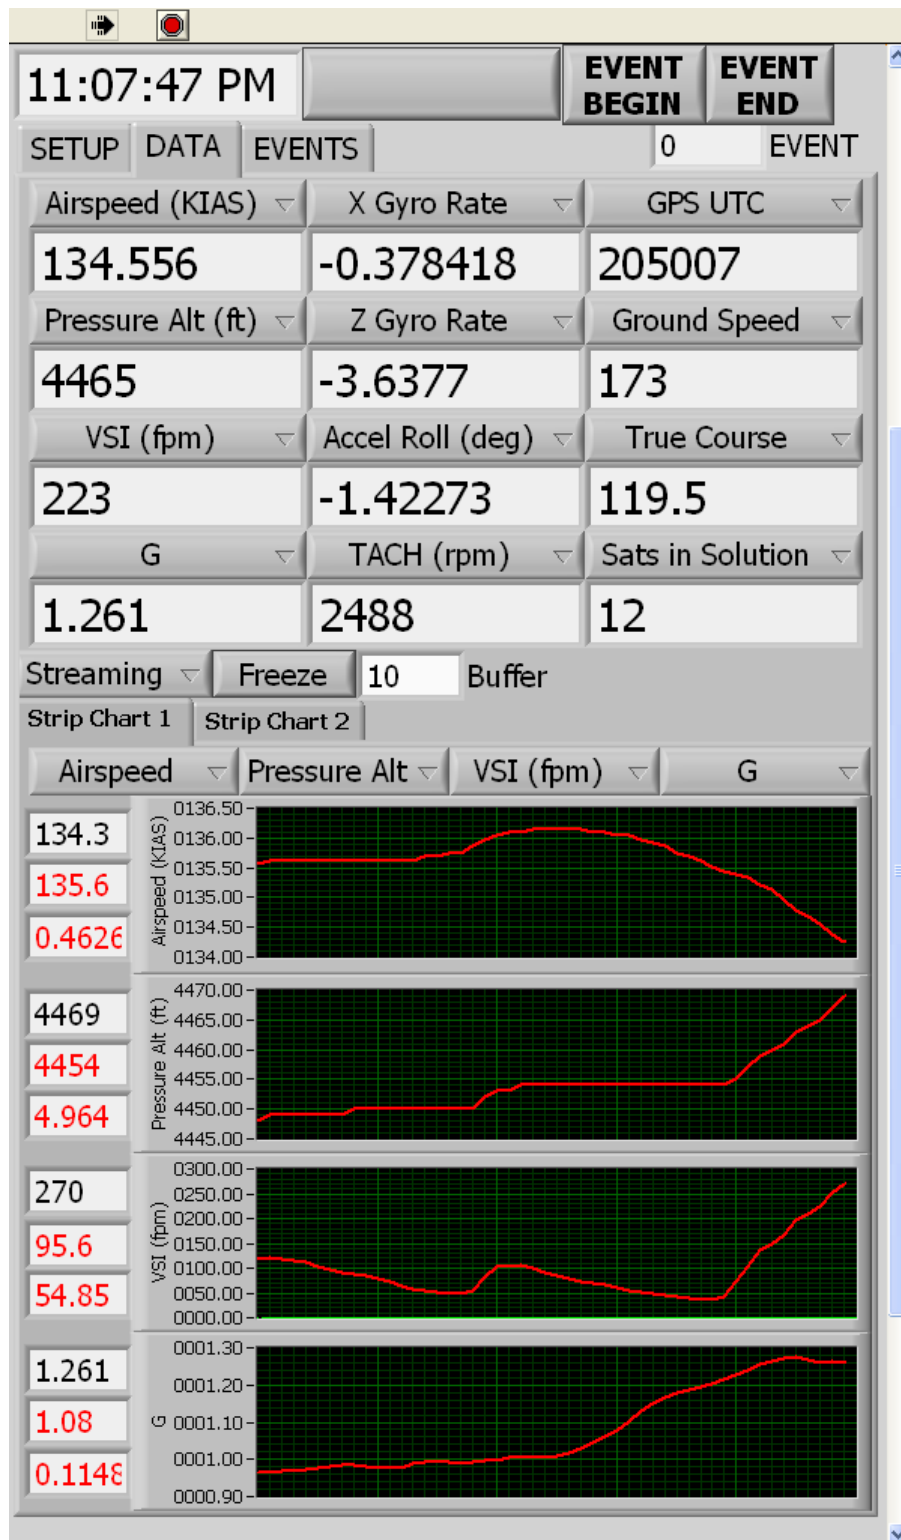 11:07:47 PM
EVENT BEGIN
EVENT END
SETUP DATA EVENTS 0 EVENT
Airspeed (KIAS) X Gyro Rate GPS UTC
134.556 -0.378418 205007
Pressure Alt (ft) Z Gyro Rate Ground Speed
4465 -3.6377 173
VSI (fpm) Accel Roll (deg) True Course
223 -1.42273 119.5
G TACH (rpm) Sats in Solution
1.261 2488 12
Streaming Freeze 10 Buffer
Strip Chart 1 Strip Chart 2
Airspeed Pressure Alt VSI (fpm) G
134.3
135.6
0.4626
Airspeed (KIAS)
0136.50
0136.00
0135.50
0135.00
0134.50
0134.00
4469
4454
4.964
Pressure Alt (ft)
4470.00
4465.00
4460.00
4455.00
4450.00
4445.00
270
95.6
54.85
VSI (fpm)
0300.00
0250.00
0200.00
0150.00
0100.00
0050.00
0000.00
1.261
1.08
0.1148
G
0001.30
0001.20
0001.10
0001.00
0000.90